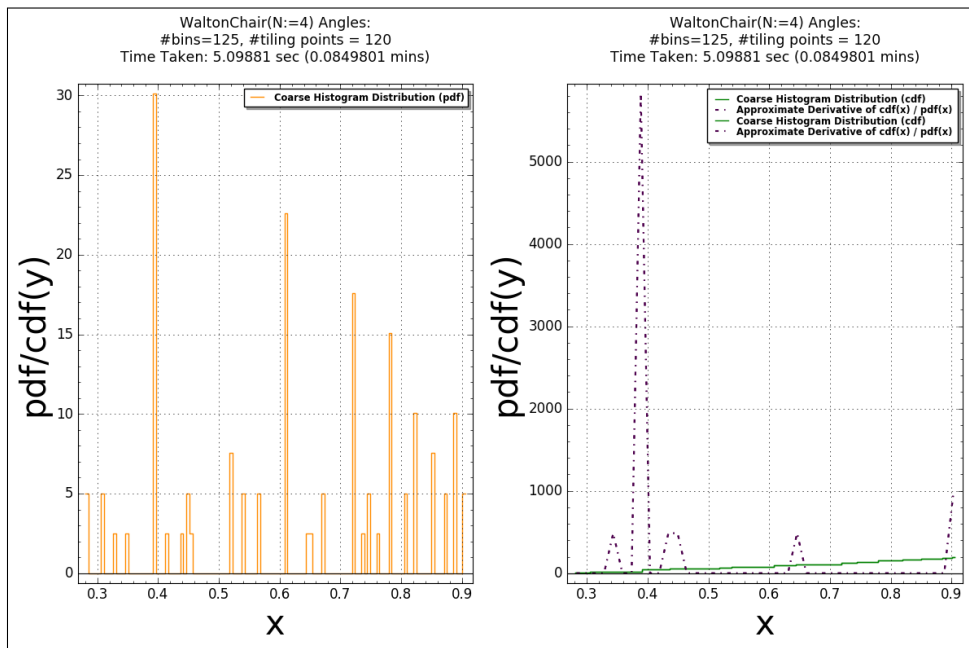 WaltonChair(N:=4) Angles:
#bins=125, #tiling points = 120
Time Taken: 5.09881 sec (0.0849801 mins)
Coarse Histogram Distribution (pdf)
30
25
20
15
10
5
0
0.3 0.4 0.5 0.6 0.7 0.8 0.9
pdf/cdf(y)
x
WaltonChair(N:=4) Angles:
#bins=125, #tiling points = 120
Time Taken: 5.09881 sec (0.0849801 mins)
Coarse Histogram Distribution (cdf)
Approximate Derivative of cdf(x) / pdf(x)
Coarse Histogram Distribution (cdf)
Approximate Derivative of cdf(x) / pdf(x)
5000
4000
3000
2000
1000
0
0.3 0.4 0.5 0.6 0.7 0.8 0.9
pdf/cdf(y)
x